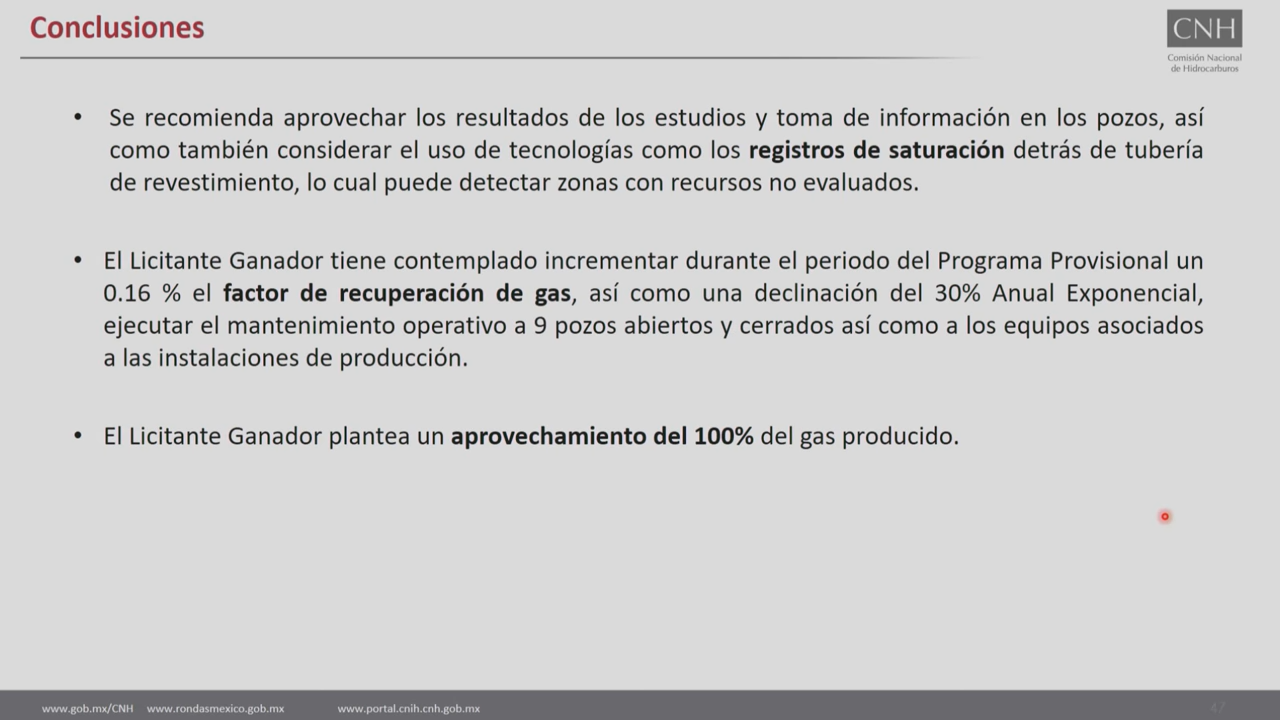 Conclusiones
CNH
Comisión Nacional
de Hidrocarburos
• Se recomienda aprovechar los resultados de los estudios y toma de información en los pozos, así
como también considerar el uso de tecnologías como los registros de saturación detrás de tubería
de revestimiento, lo cual puede detectar zonas con recursos no evaluados.
• El Licitante Ganador tiene contemplado incrementar durante el periodo del Programa Provisional un
0.16 % el factor de recuperación de gas, así como una declinación del 30% Anual Exponencial,
ejecutar el mantenimiento operativo a 9 pozos abiertos y cerrados así como a los equipos asociados
a las instalaciones de producción.
• El Licitante Ganador plantea un aprovechamiento del 100% del gas producido.
www.gob.mx/CNH www.rondasmexico.gob.mx www.portal.cnih.cnh.gob.mx
47